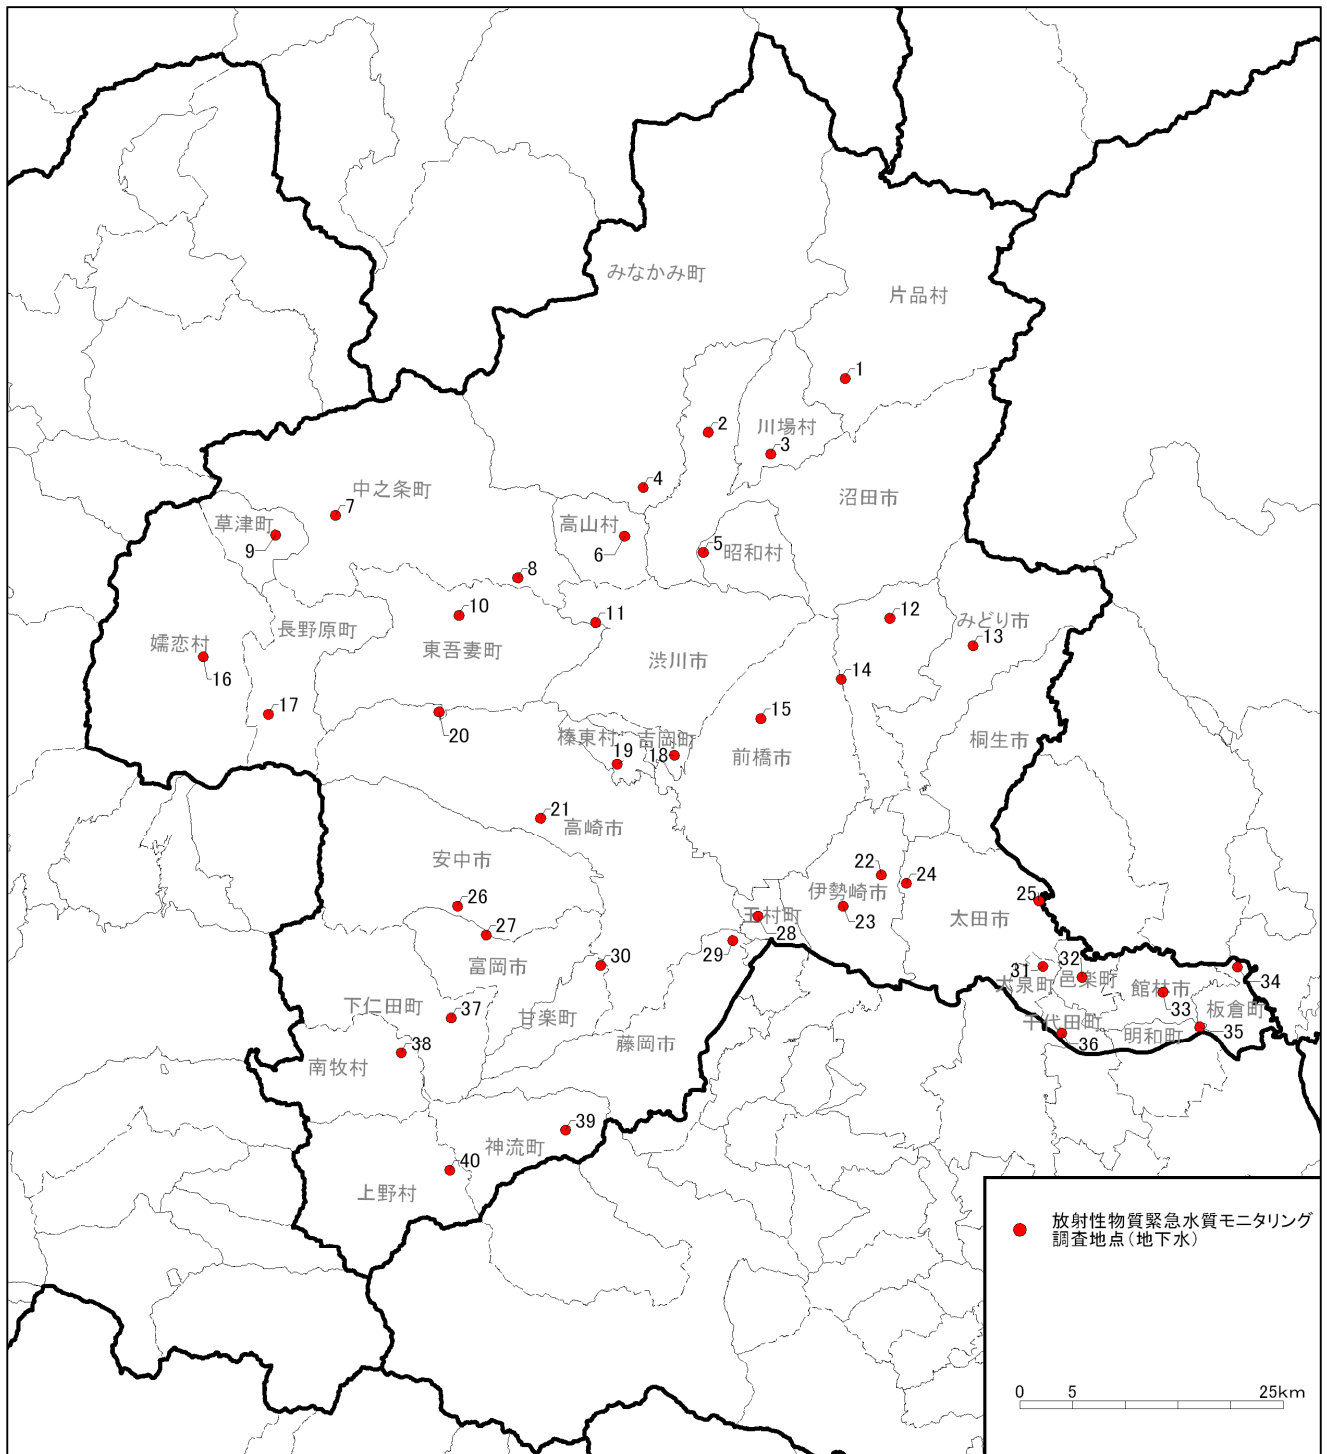 みなかみ町
片品村
1
2
川場村
3
4
中之条町
沼田市
7
草津町
9
高山村
6
5
昭和村
8
10
11
12
みどり市
13
長野原町
嬬恋村
16
東吾妻町
渋川市
14
17
20
15
桐生市
榛東村
19
吉岡町
18
前橋市
21
高崎市
安中市
22
伊勢崎市
23
24
25
太田市
26
27
玉村町
28
29
富岡市
30
31
大泉町
32
邑楽町
館林市
33
34
板倉町
35
千代田町
36
明和町
下仁田町
37
甘楽町
藤岡市
38
南牧村
39
神流町
40
上野村
放射性物質緊急水質モニタリング
調査地点(地下水)
0 5 25km